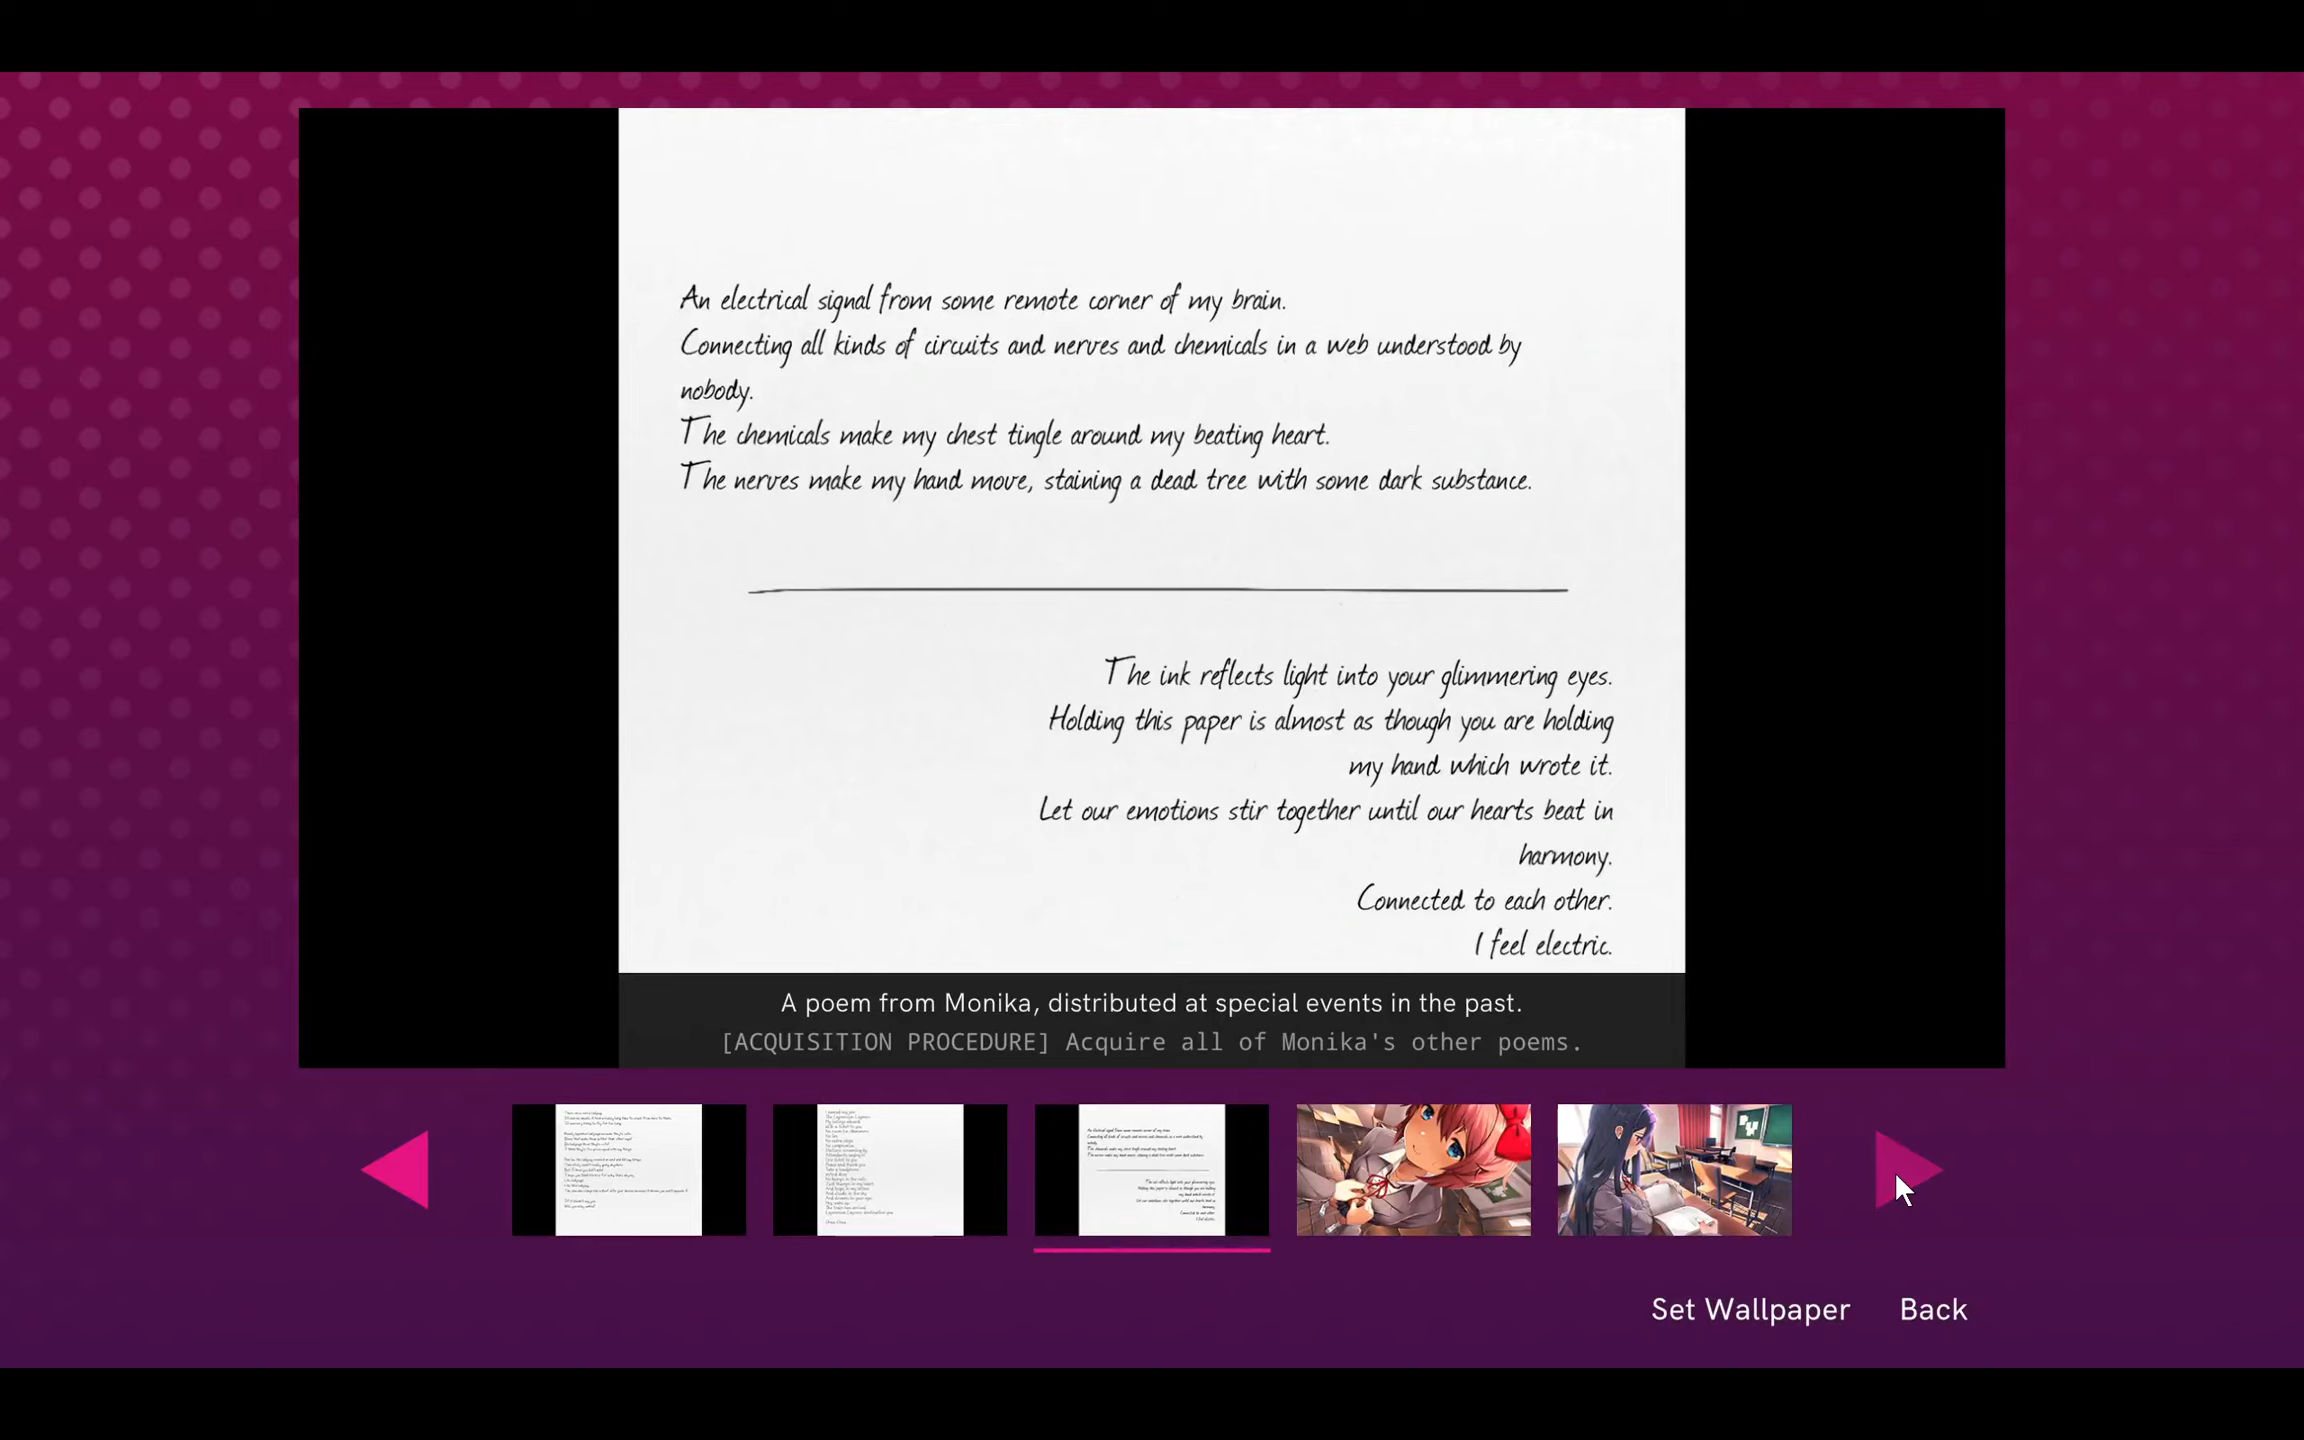 An electrical signal from some remote corner of my brain.
Connecting all kinds of circuits and nerves and chemicals in a web understood by
nobody.
The chemicals make my chest tingle around my beating heart.
The nerves make my hand move, staining a dead tree with some dark substance.
The ink reflects light into your glimmering eyes.
Holding this paper is almost as though you are holding
my hand which wrote it.
Let our emotions stir together until our hearts beat in
harmony.
Connected to each other.
I feel electric.
A poem from Monika, distributed at special events in the past.
[ACQUISITION PROCEDURE] Acquire all of Monika's other poems.
Set Wallpaper Back